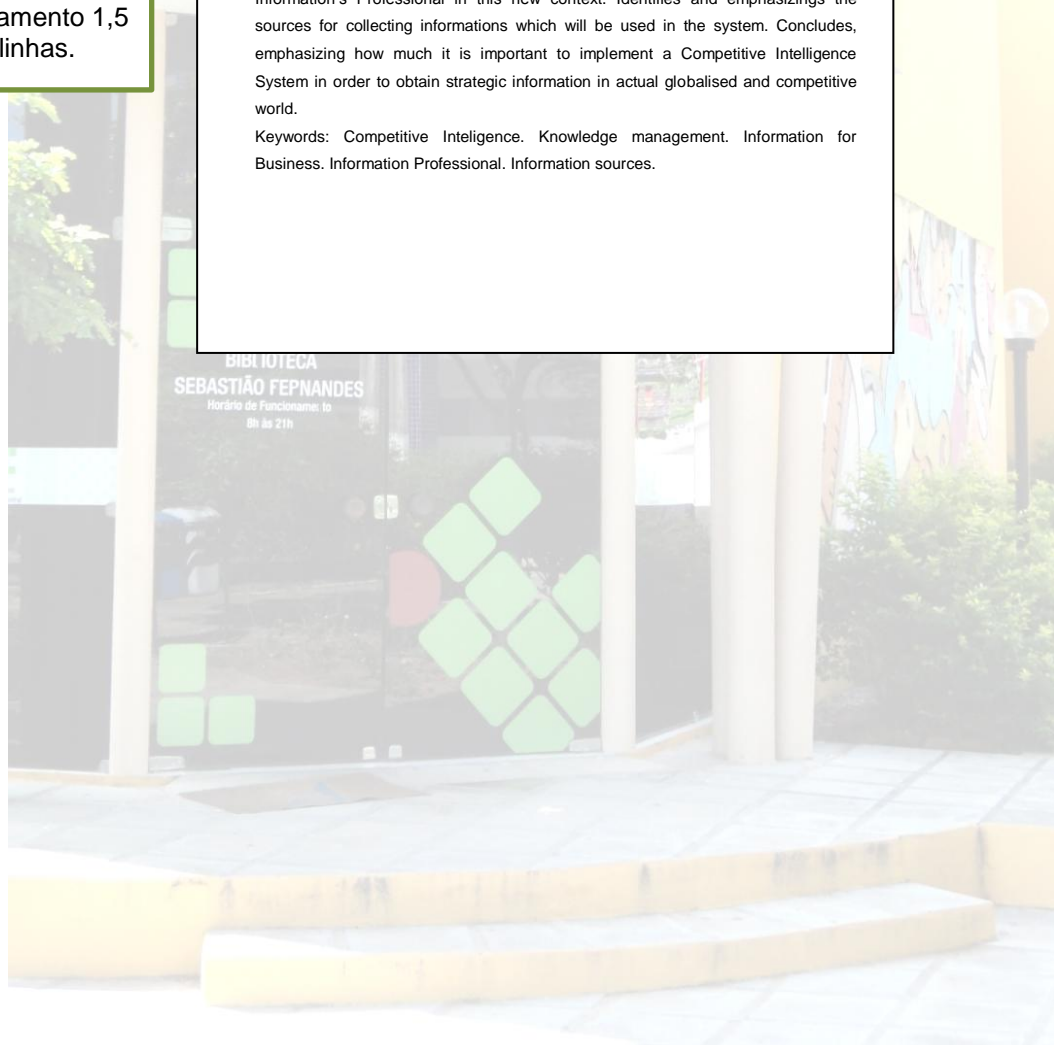 amento 1,5
linhas.
Information's Professional in this new context. Identifies and emphasizings the
sources for collecting informations which will be used in the system. Concludes,
emphasizing how much it is important to implement a Competitive Intelligence
System in order to obtain strategic information in actual globalised and competitive
world.
Keywords: Competitive Inteligence. Knowledge management. Information for
Business. Information Professional. Information sources.
BIBLIOTECA
SEBASTIÃO FEPNANDES
Horário de Funcionamento
8h às 21h